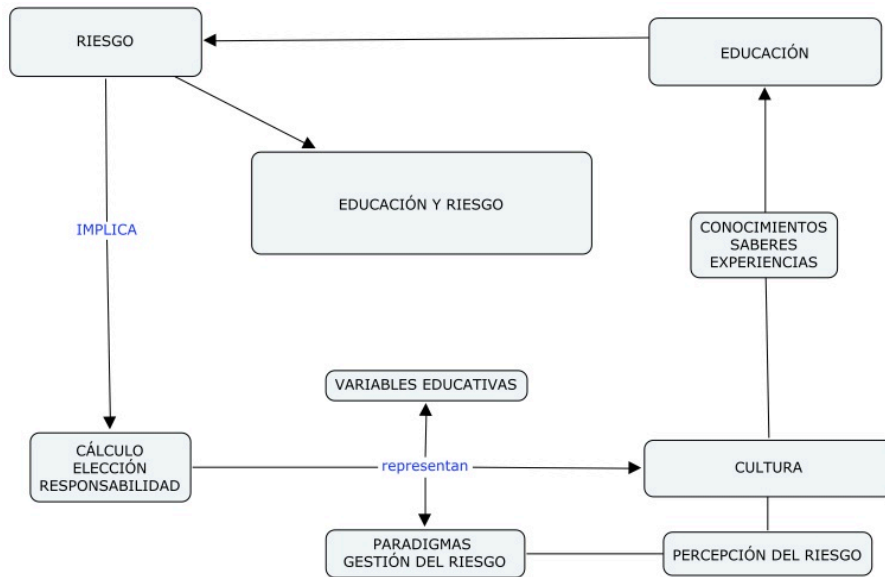 RIESGO
EDUCACIÓN
EDUCACIÓN Y RIESGO
IMPLICA
CONOCIMIENTOS
SABERES
EXPERIENCIAS
VARIABLES EDUCATIVAS
CÁLCULO
ELECCIÓN
RESPONSABILIDAD
representan
CULTURA
PARADIGMAS
GESTIÓN DEL RIESGO
PERCEPCIÓN DEL RIESGO